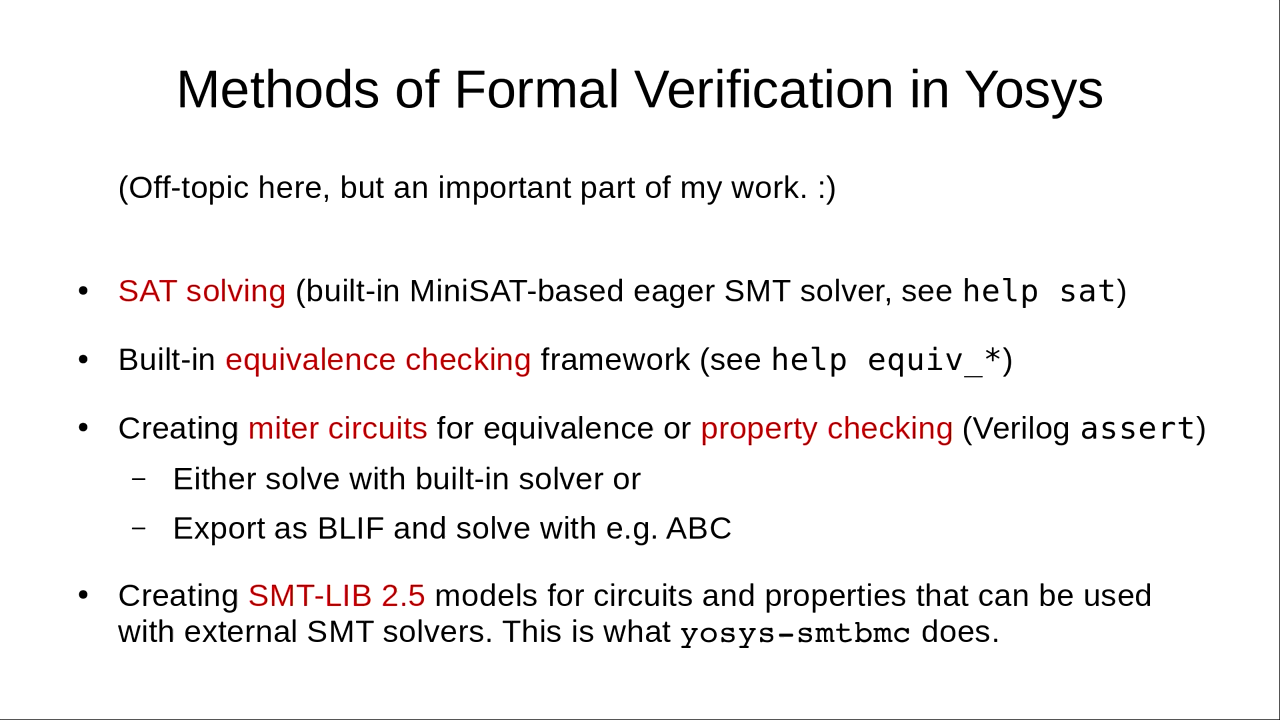 Methods of Formal Verification in Yosys
(Off-topic here, but an important part of my work. :)
• SAT solving (built-in MiniSAT-based eager SMT solver, see help sat)
• Built-in equivalence checking framework (see help equiv_*)
• Creating miter circuits for equivalence or property checking (Verilog assert)
– Either solve with built-in solver or
– Export as BLIF and solve with e.g. ABC
• Creating SMT-LIB 2.5 models for circuits and properties that can be used
with external SMT solvers. This is what yosys-smtbmc does.